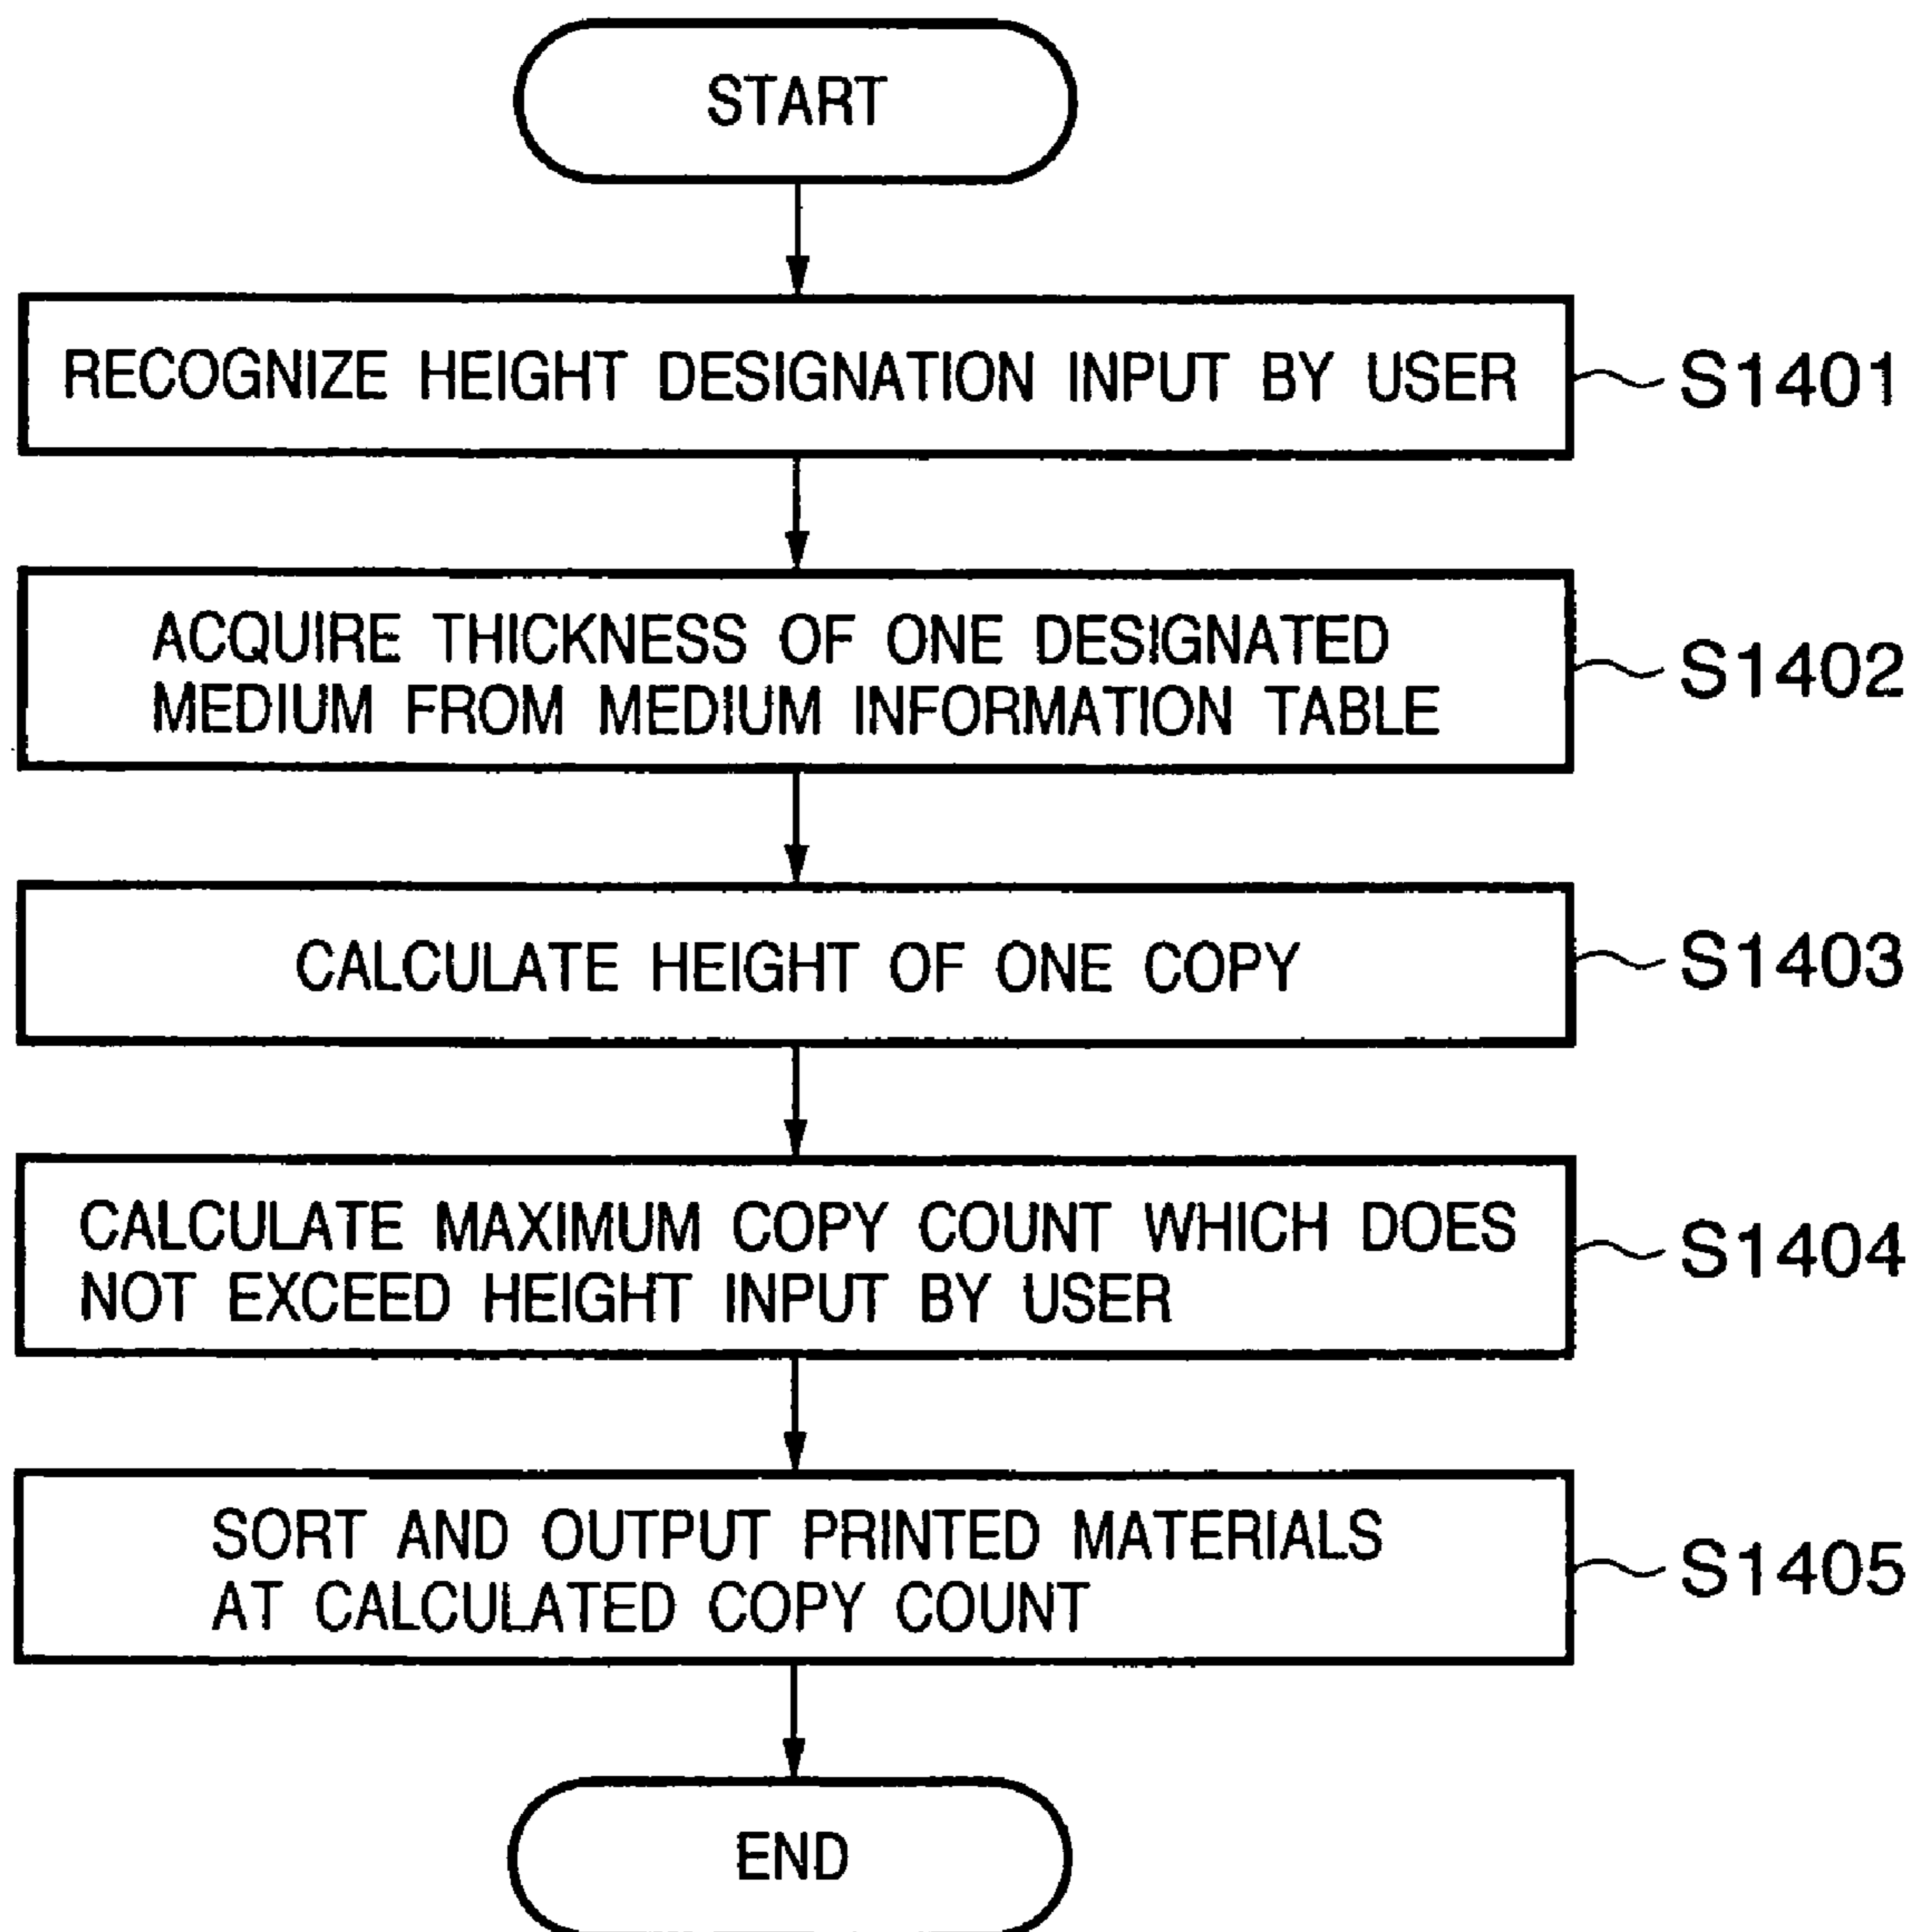 START
RECOGNIZE HEIGHT DESIGNATION INPUT BY USER
S1401
ACQUIRE THICKNESS OF ONE DESIGNATED
MEDIUM FROM MEDIUM INFORMATION TABLE
S1402
CALCULATE HEIGHT OF ONE COPY
S1403
CALCULATE MAXIMUM COPY COUNT WHICH DOES
NOT EXCEED HEIGHT INPUT BY USER
S1404
SORT AND OUTPUT PRINTED MATERIALS
AT CALCULATED COPY COUNT
S1405
END